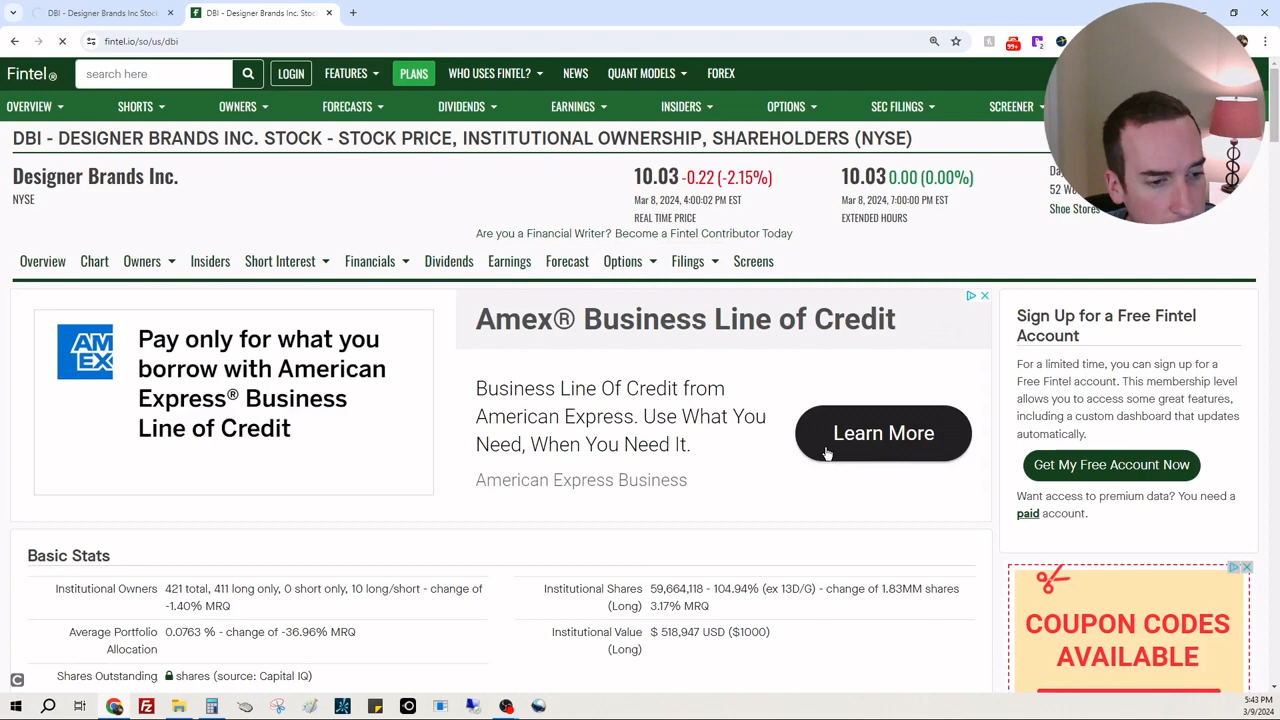 DBI - Designer Brands Inc Stock
DBI - Designer Brands Inc. Stock
fintel.io/so/us/dbi
99+
2
Fintel
search here
LOGIN
FEATURES
PLANS
WHO USES FINTEL?
NEWS
QUANT MODELS
FOREX
OVERVIEW
SHORTS
OWNERS
FORECASTS
DIVIDENDS
EARNINGS
INSIDERS
OPTIONS
SEC FILINGS
SCREENER
DBI - DESIGNER BRANDS INC. STOCK - STOCK PRICE, INSTITUTIONAL OWNERSHIP, SHAREHOLDERS (NYSE)
Designer Brands Inc.
NYSE
10.03 -0.22 (-2.15%)
Mar 8, 2024, 4:00:02 PM EST
REAL TIME PRICE
10.03 0.00 (0.00%)
Mar 8, 2024, 7:00:00 PM EST
EXTENDED HOURS
52 We
Shoe Stores
Are you a Financial Writer? Become a Fintel Contributor Today
Overview
Chart
Owners
Insiders
Short Interest
Financials
Dividends
Earnings
Forecast
Options
Filings
Screens
AM
EX
Pay only for what you
borrow with American
Express® Business
Line of Credit
Amex® Business Line of Credit
Business Line Of Credit from
American Express. Use What You
Need, When You Need It.
American Express Business
Learn More
Sign Up for a Free Fintel
Account
For a limited time, you can sign up for a
Free Fintel account. This membership level
allows you to access some great features,
including a custom dashboard that updates
automatically.
Get My Free Account Now
Want access to premium data? You need a
paid account.
Basic Stats
Institutional Owners
421 total, 411 long only, 0 short only, 10 long/short - change of
-1.40% MRQ
Institutional Shares
(Long)
59,664,118 - 104.94% (ex 13D/G) - change of 1.83MM shares
3.17% MRQ
Average Portfolio
Allocation
0.0763 % - change of -36.96% MRQ
Institutional Value
(Long)
$ 518,947 USD ($1000)
Shares Outstanding
shares (source: Capital IQ)
COUPON CODES
AVAILABLE
5:43 PM
3/9/2024